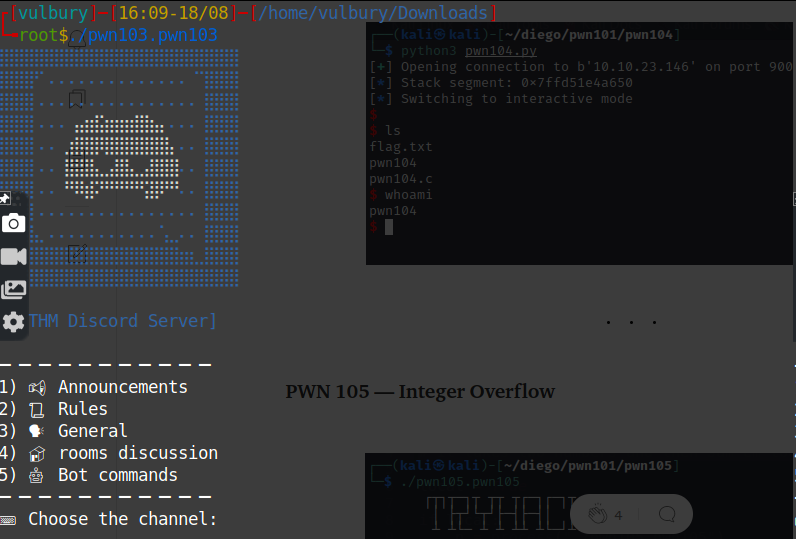 ┌─[vulbury]─[16:09-18/08]─[/home/vulbury/Downloads]
└─╼root$./pwn103.pwn103
THM Discord Server]
1) Announcements
2) Rules
3) General
4) rooms discussion
5) Bot commands
Choose the channel:
┌──(kali㉿kali)-[~/diego/pwn101/pwn104]
└─$ python3 pwn104.py
[+] Opening connection to b'10.10.23.146' on port 900
[*] Stack segment: 0×7ffd51e4a650
[*] Switching to interactive mode
$
$ ls
flag.txt
pwn104
pwn104.c
$ whoami
pwn104
$
. . .
PWN 105 — Integer Overflow
┌──(kali㉿kali)-[~/diego/pwn101/pwn105]
└─$ ./pwn105.pwn105
4